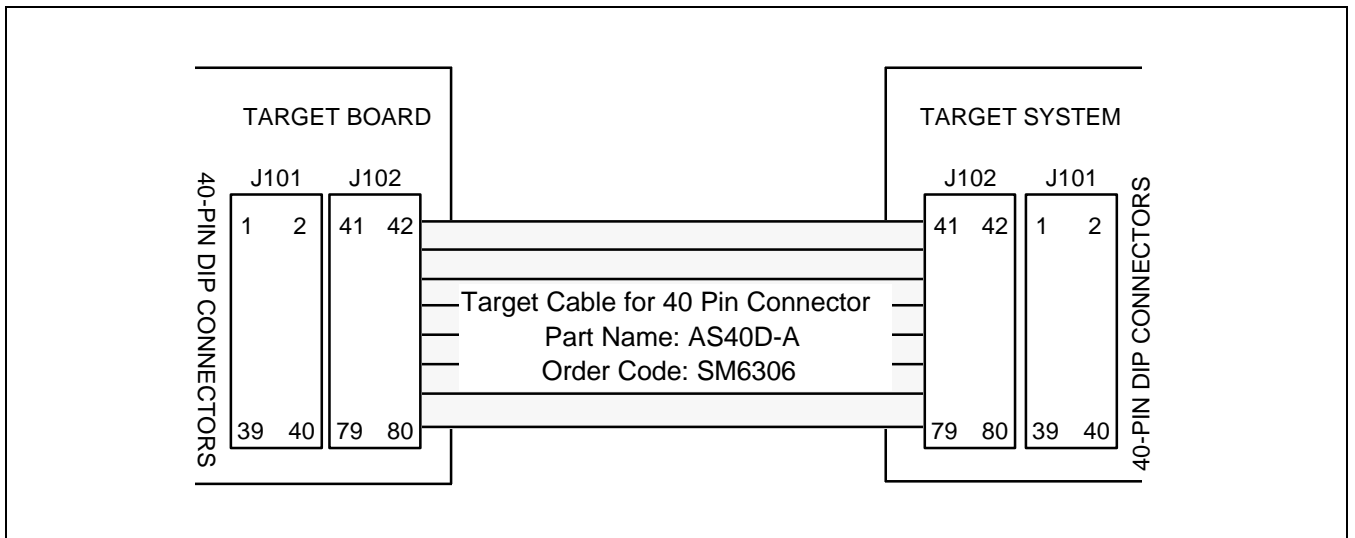 TARGET BOARD
J101 J102
1 2 41 42
39 40 79 80
40-PIN DIP CONNECTORS
Target Cable for 40 Pin Connector
Part Name: AS40D-A
Order Code: SM6306
TARGET SYSTEM
J102 J101
41 42 1 2
79 80 39 40
40-PIN DIP CONNECTORS